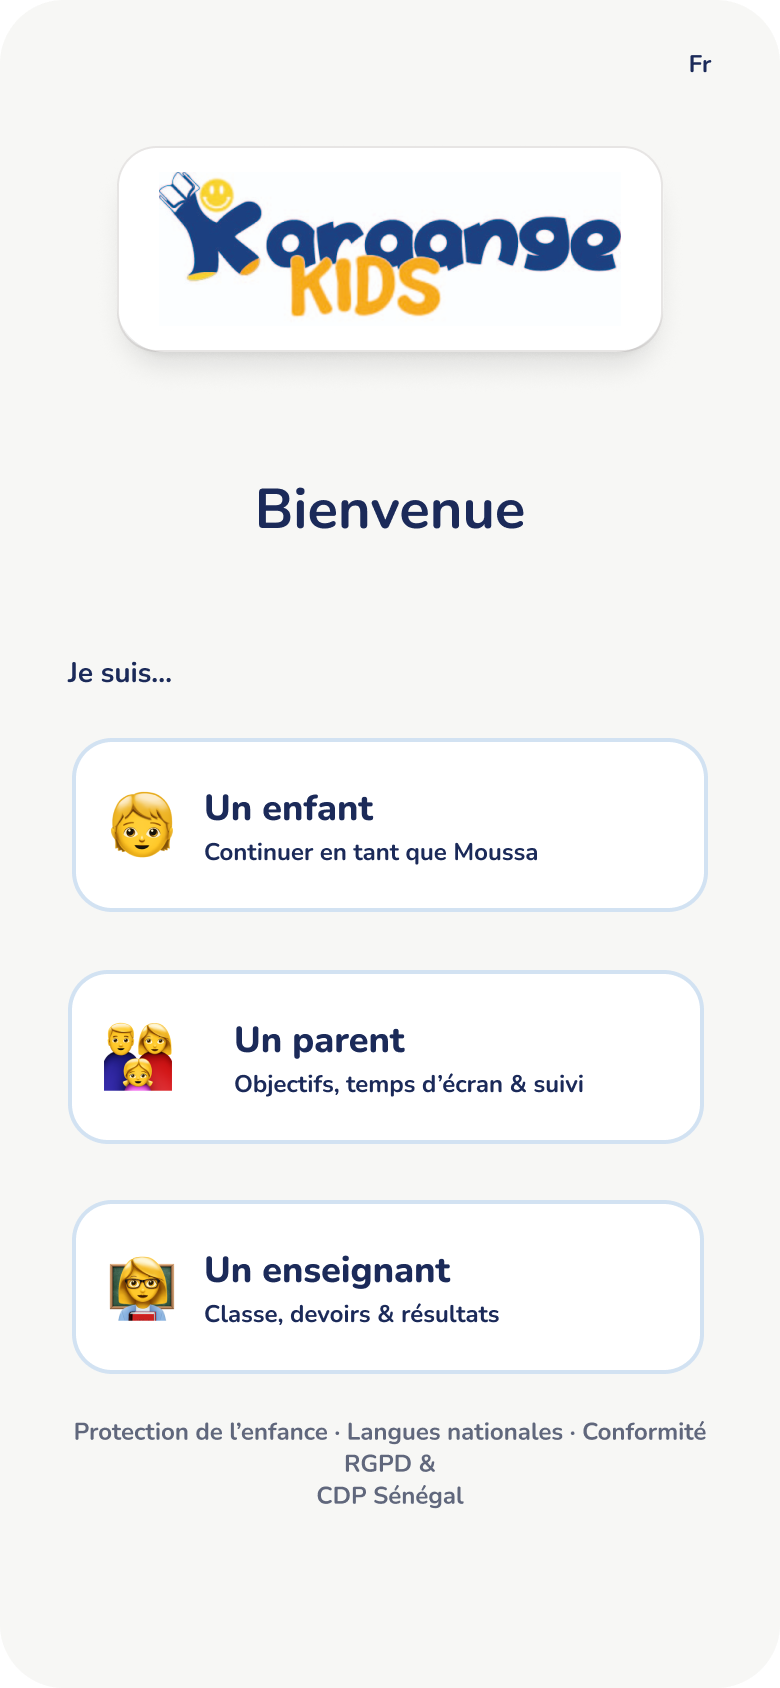 Fr
Karaange
KIDS
Bienvenue
Je suis...
Un enfant
Continuer en tant que Moussa
Un parent
Objectifs, temps d’écran & suivi
Un enseignant
Classe, devoirs & résultats
Protection de l’enfance · Langues nationales · Conformité
RGPD &
CDP Sénégal